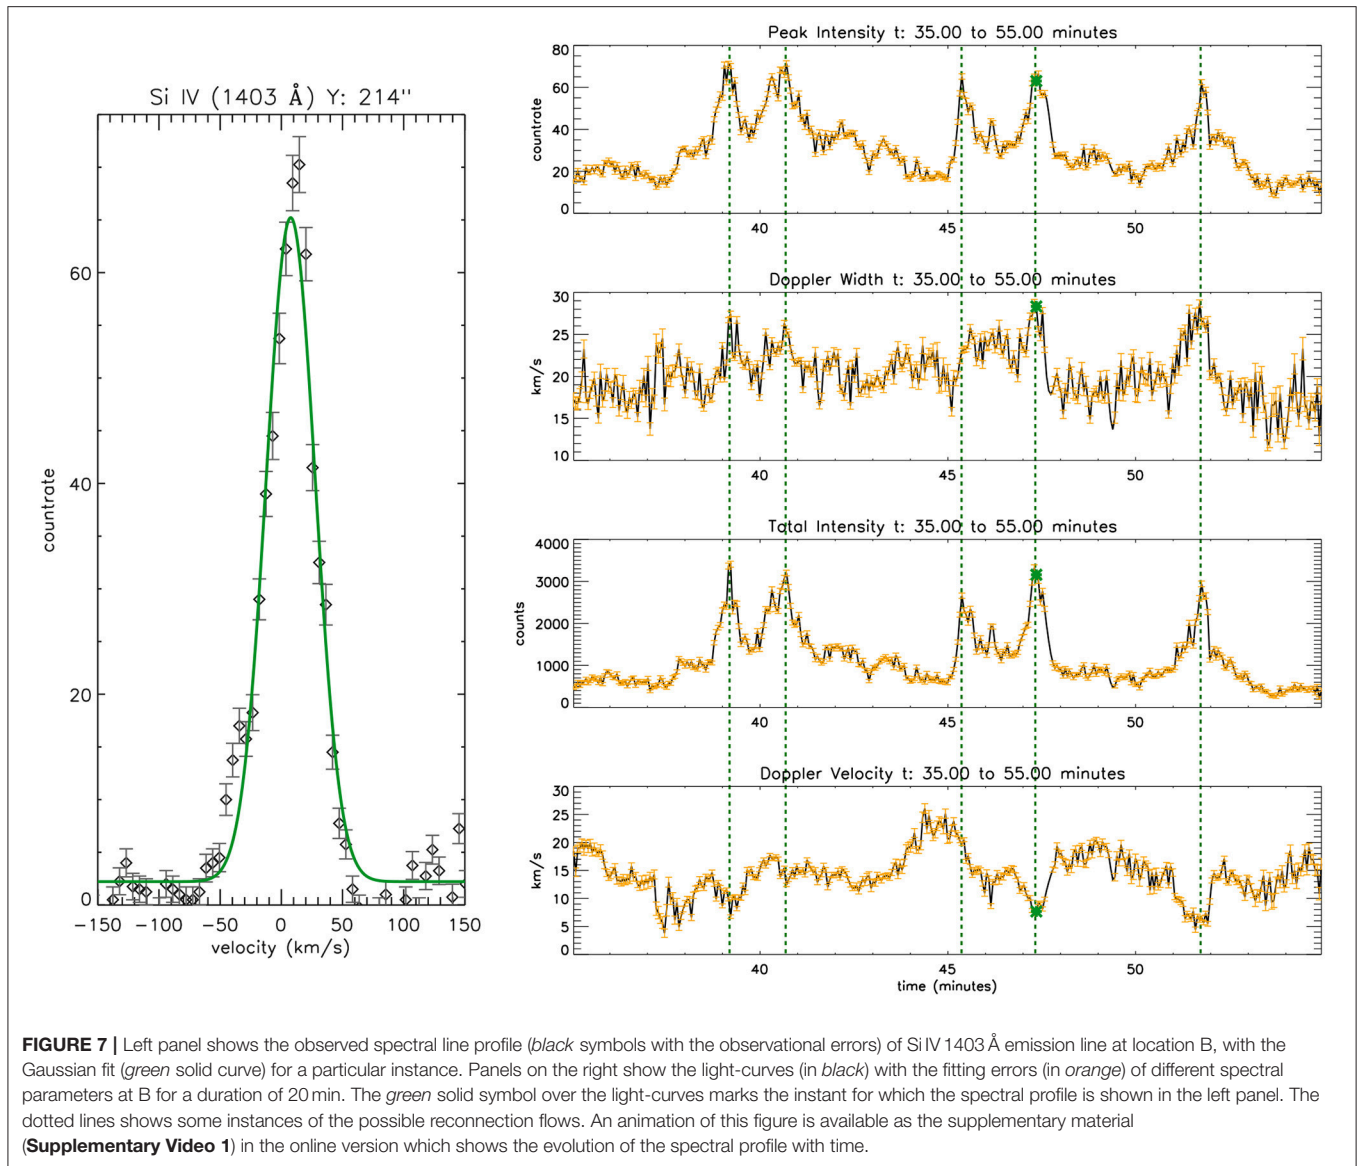 Si IV (1403 Å) Y: 214"
60
40
20
0
countrate
−150 −100 −50 0 50 100 150
velocity (km/s)
Peak Intensity t: 35.00 to 55.00 minutes
80
60
40
20
0
countrate
40 45 50
Doppler Width t: 35.00 to 55.00 minutes
30
25
20
15
10
km/s
40 45 50
Total Intensity t: 35.00 to 55.00 minutes
4000
3000
2000
1000
0
counts
40 45 50
Doppler Velocity t: 35.00 to 55.00 minutes
30
25
20
15
10
5
0
km/s
40 45 50
time (minutes)
FIGURE 7 | Left panel shows the observed spectral line profile (black symbols with the observational errors) of Si IV 1403 Å emission line at location B, with the
Gaussian fit (green solid curve) for a particular instance. Panels on the right show the light-curves (in black) with the fitting errors (in orange) of different spectral
parameters at B for a duration of 20 min. The green solid symbol over the light-curves marks the instant for which the spectral profile is shown in the left panel. The
dotted lines shows some instances of the possible reconnection flows. An animation of this figure is available as the supplementary material
(Supplementary Video 1) in the online version which shows the evolution of the spectral profile with time.